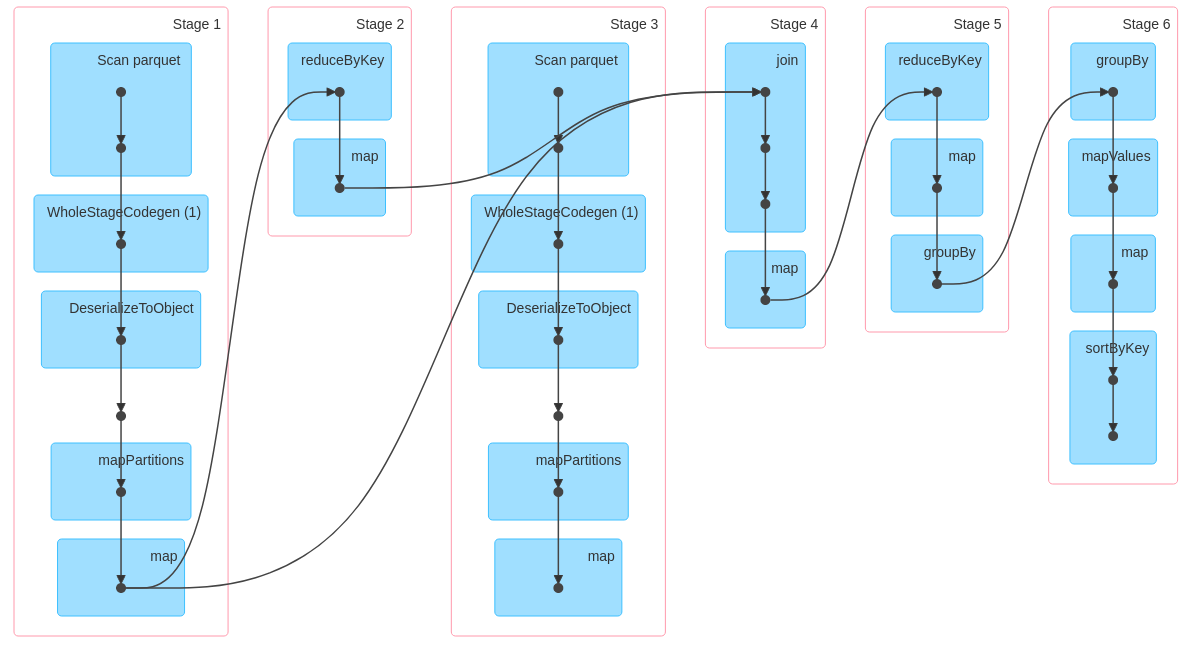 Stage 1
Scan parquet
WholeStageCodegen (1)
DeserializeToObject
mapPartitions
map
Stage 2
reduceByKey
map
Stage 3
Scan parquet
WholeStageCodegen (1)
DeserializeToObject
mapPartitions
map
Stage 4
join
map
Stage 5
reduceByKey
map
groupBy
Stage 6
groupBy
mapValues
map
sortByKey